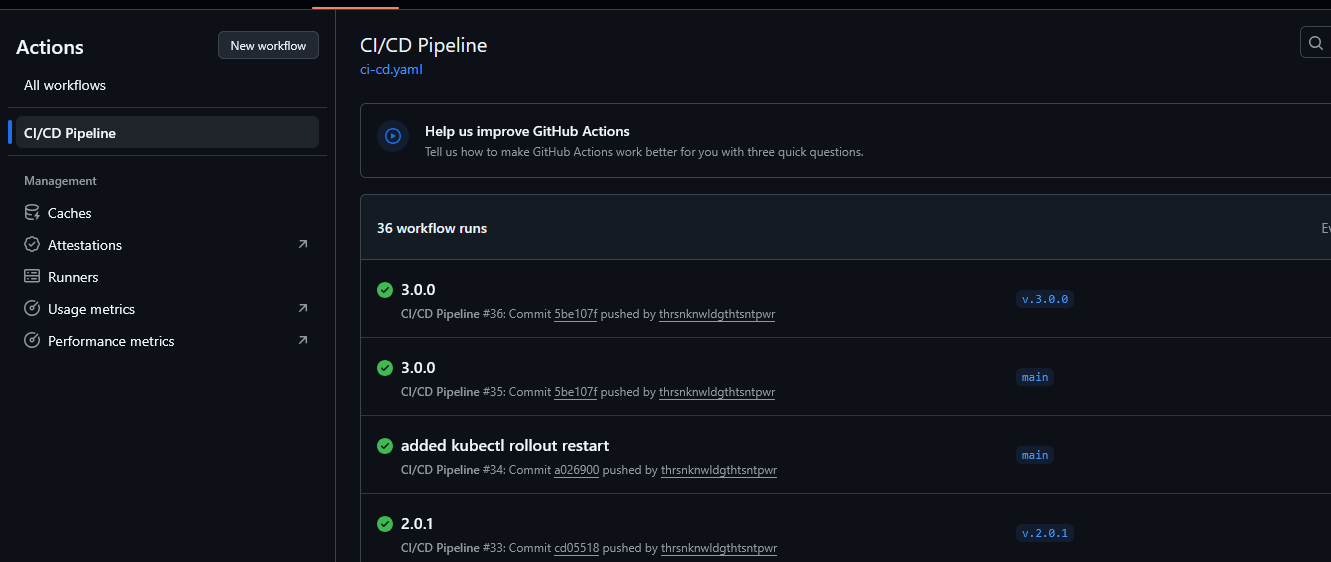 Actions
New workflow
All workflows
CI/CD Pipeline
Management
Caches
Attestations
Runners
Usage metrics
Performance metrics
CI/CD Pipeline
ci-cd.yaml
Help us improve GitHub Actions
Tell us how to make GitHub Actions work better for you with three quick questions.
36 workflow runs
3.0.0
v.3.0.0
CI/CD Pipeline #36: Commit 5be107f pushed by thrsnknwldgthtsntpwr
3.0.0
main
CI/CD Pipeline #35: Commit 5be107f pushed by thrsnknwldgthtsntpwr
added kubectl rollout restart
main
CI/CD Pipeline #34: Commit a026900 pushed by thrsnknwldgthtsntpwr
2.0.1
v.2.0.1
CI/CD Pipeline #33: Commit cd05518 pushed by thrsnknwldgthtsntpwr